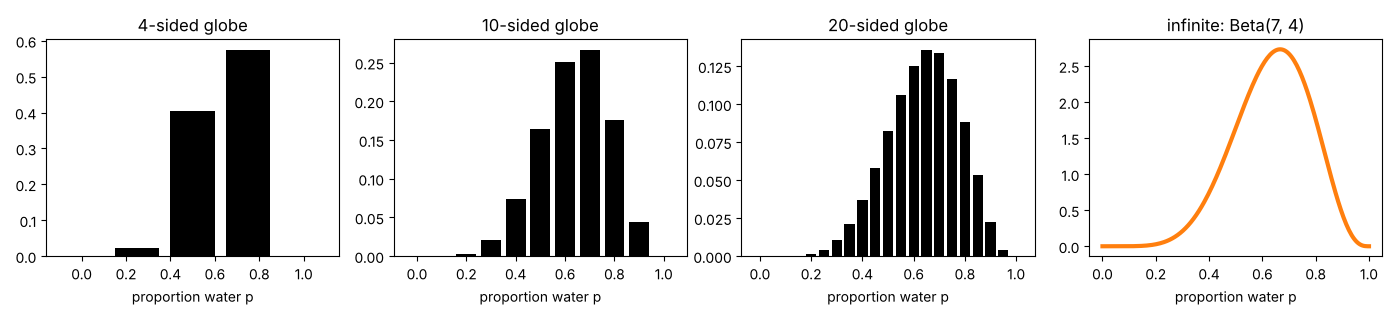 4-sided globe
0.6
0.5
0.4
0.3
0.2
0.1
0.0
0.0 0.2 0.4 0.6 0.8 1.0
proportion water p
10-sided globe
0.25
0.20
0.15
0.10
0.05
0.00
0.0 0.2 0.4 0.6 0.8 1.0
proportion water p
20-sided globe
0.125
0.100
0.075
0.050
0.025
0.000
0.0 0.2 0.4 0.6 0.8 1.0
proportion water p
infinite: Beta(7, 4)
2.5
2.0
1.5
1.0
0.5
0.0
0.0 0.2 0.4 0.6 0.8 1.0
proportion water p